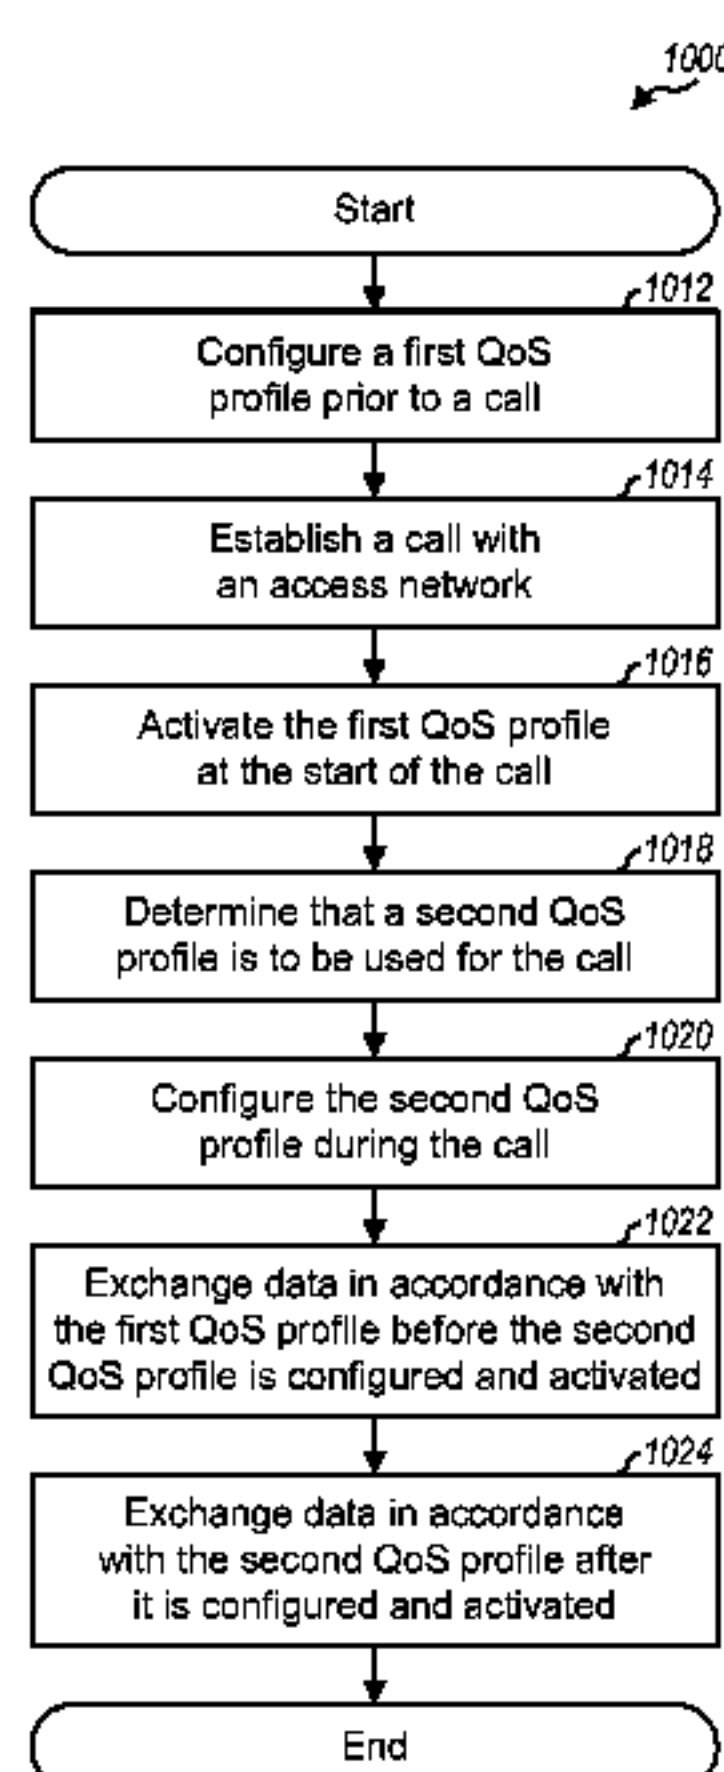 1000
Start
1012
Configure a first QoS
profile prior to a call
1014
Establish a call with
an access network
1016
Activate the first QoS profile
at the start of the call
1018
Determine that a second QoS
profile is to be used for the call
1020
Configure the second QoS
profile during the call
1022
Exchange data in accordance with
the first QoS profile before the second
QoS profile is configured and activated
1024
Exchange data in accordance
with the second QoS profile after
it is configured and activated
End